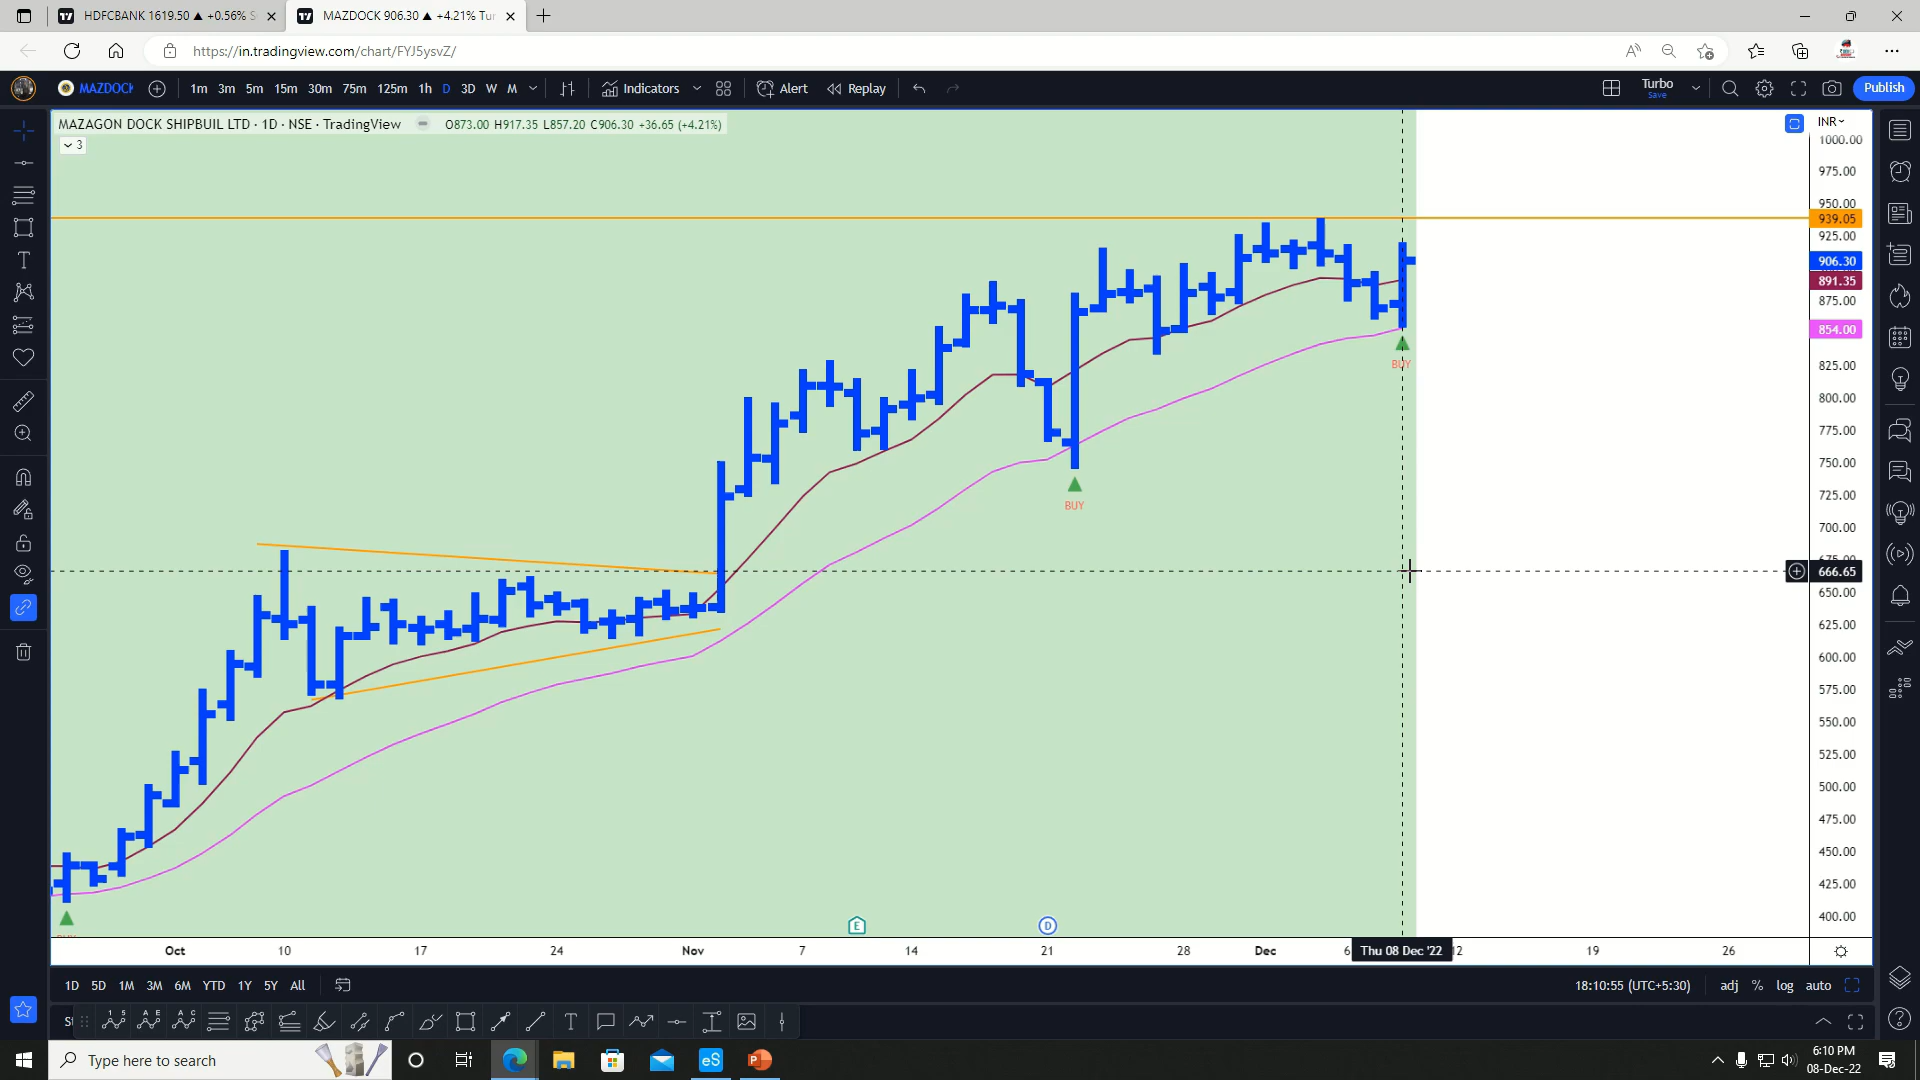 HDFCBANK 1619.50 ▲ +0.56%
MAZDOCK 906.30 ▲ +4.21% Tur
https://in.tradingview.com/chart/FYJ5ysvZ/
MAZDOCK
1m 3m 5m 15m 30m 75m 125m 1h D 3D W M
Indicators
Alert
Replay
Turbo
Save
Publish
MAZAGON DOCK SHIPBUIL LTD · 1D · NSE · TradingView
O873.00 H917.35 L857.20 C906.30 +36.65 (+4.21%)
3
INR
1000.00
975.00
950.00
939.05
925.00
906.30
891.35
875.00
854.00
825.00
800.00
775.00
750.00
725.00
700.00
675.00
666.65
650.00
625.00
600.00
575.00
550.00
525.00
500.00
475.00
450.00
425.00
400.00
BUY
BUY
E
D
Oct 10 17 24 Nov 7 14 21 28 Dec 6 Thu 08 Dec '22 12 19 26
1D 5D 1M 3M 6M YTD 1Y 5Y All
18:10:55 (UTC+5:30)
adj % log auto
Type here to search
eS
6:10 PM
08-Dec-22